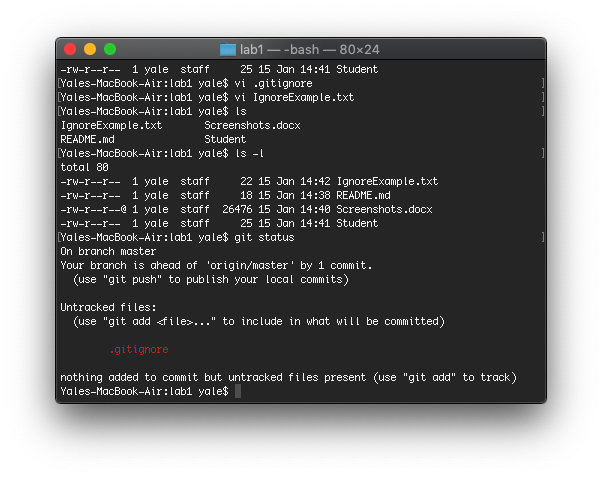 lab1 — -bash — 80×24
-rw-r--r--  1 yale  staff     25 15 Jan 14:41 Student
[Yales-MacBook-Air:lab1 yale$ vi .gitignore                                    ]
[Yales-MacBook-Air:lab1 yale$ vi IgnoreExample.txt                             ]
[Yales-MacBook-Air:lab1 yale$ ls                                               ]
IgnoreExample.txt       Screenshots.docx
README.md               Student
[Yales-MacBook-Air:lab1 yale$ ls -l                                            ]
total 80
-rw-r--r--  1 yale  staff     22 15 Jan 14:42 IgnoreExample.txt
-rw-r--r--  1 yale  staff     18 15 Jan 14:38 README.md
-rw-r--r--@ 1 yale  staff  26476 15 Jan 14:40 Screenshots.docx
-rw-r--r--  1 yale  staff     25 15 Jan 14:41 Student
[Yales-MacBook-Air:lab1 yale$ git status                                       ]
On branch master
Your branch is ahead of 'origin/master' by 1 commit.
  (use "git push" to publish your local commits)
Untracked files:
  (use "git add <file>..." to include in what will be committed)
        .gitignore
nothing added to commit but untracked files present (use "git add" to track)
Yales-MacBook-Air:lab1 yale$